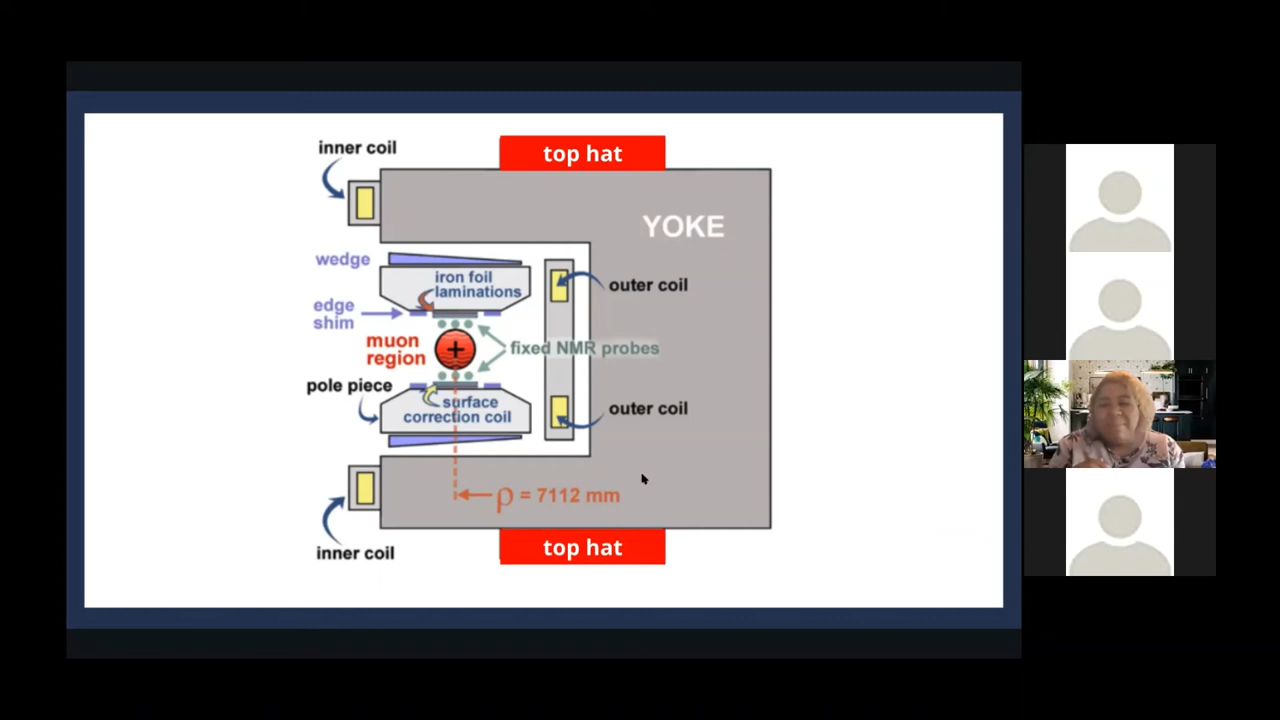 top hat
inner coil
YOKE
wedge
iron foil
laminations
outer coil
edge
shim
muon
region
fixed NMR probes
pole piece
surface
correction coil
outer coil
ρ = 7112 mm
inner coil
top hat